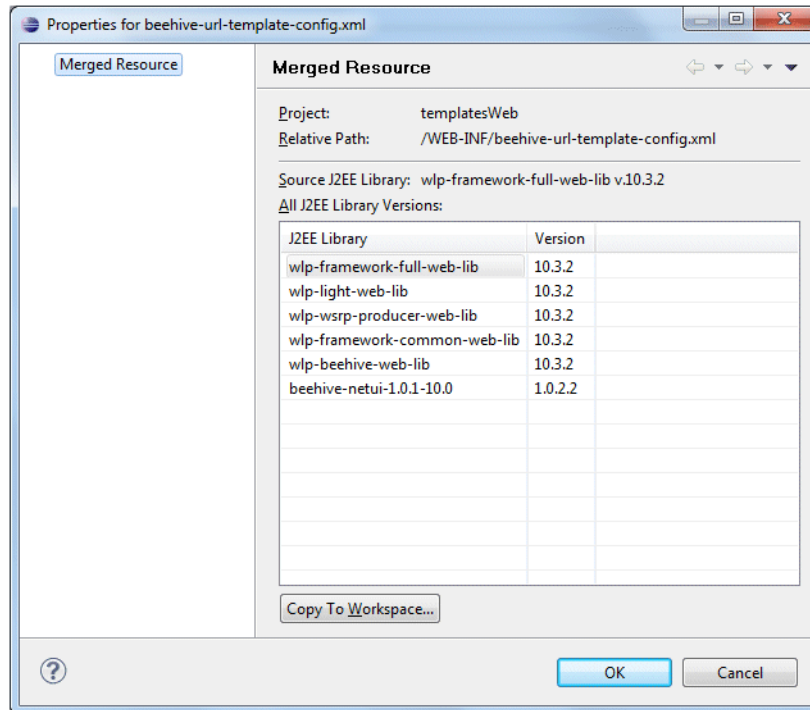 Properties for beehive-url-template-config.xml
Merged Resource
Merged Resource
Project: templatesWeb
Relative Path: /WEB-INF/beehive-url-template-config.xml
Source J2EE Library: wlp-framework-full-web-lib v.10.3.2
All J2EE Library Versions:
J2EE Library Version
wlp-framework-full-web-lib 10.3.2
wlp-light-web-lib 10.3.2
wlp-wsrp-producer-web-lib 10.3.2
wlp-framework-common-web-lib 10.3.2
wlp-beehive-web-lib 10.3.2
beehive-netui-1.0.1-10.0 1.0.2.2
Copy To Workspace...
? OK Cancel